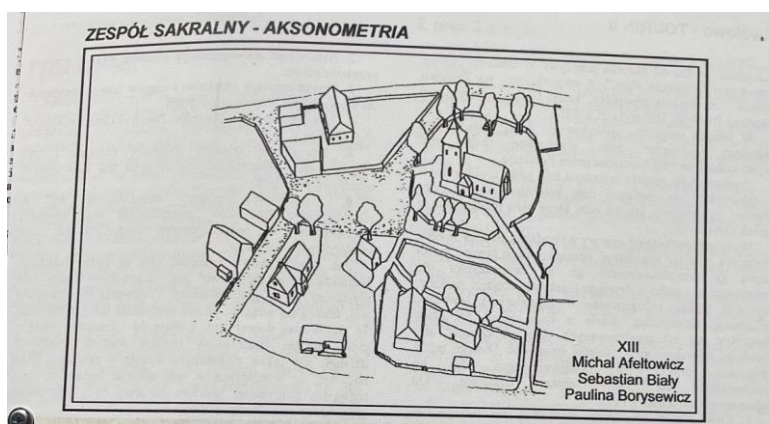 ZESPÓŁ SAKRALNY - AKSONOMETRIA
XIII
Michal Afeltowicz
Sebastian Biały
Paulina Borysewicz